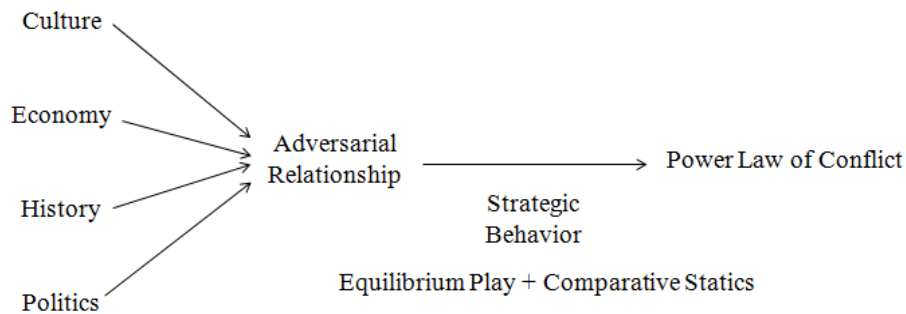 Culture
Economy
History
Politics
Adversarial
Relationship
Strategic
Behavior
Equilibrium Play + Comparative Statics
Power Law of Conflict